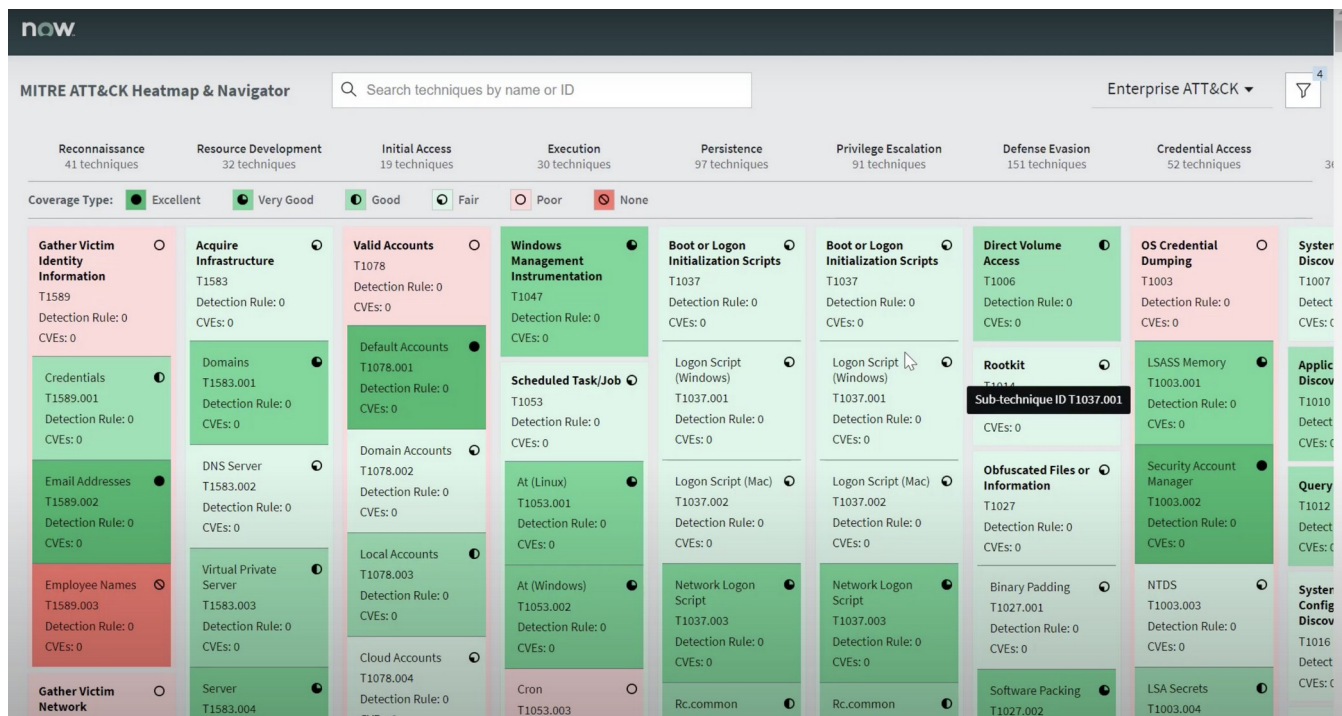 now
MITRE ATT&CK Heatmap & Navigator
Search techniques by name or ID
Enterprise ATT&CK
4
Reconnaissance
41 techniques
Resource Development
32 techniques
Initial Access
19 techniques
Execution
30 techniques
Persistence
97 techniques
Privilege Escalation
91 techniques
Defense Evasion
151 techniques
Credential Access
52 techniques
Coverage Type:
Excellent
Very Good
Good
Fair
Poor
None
Gather Victim
Identity
Information
T1589
Detection Rule: 0
CVEs: 0
Credentials
T1589.001
Detection Rule: 0
CVEs: 0
Email Addresses
T1589.002
Detection Rule: 0
CVEs: 0
Employee Names
T1589.003
Detection Rule: 0
CVEs: 0
Gather Victim
Network
Acquire
Infrastructure
T1583
Detection Rule: 0
CVEs: 0
Domains
T1583.001
Detection Rule: 0
CVEs: 0
DNS Server
T1583.002
Detection Rule: 0
CVEs: 0
Virtual Private
Server
T1583.003
Detection Rule: 0
CVEs: 0
Server
T1583.004
Valid Accounts
T1078
Detection Rule: 0
CVEs: 0
Default Accounts
T1078.001
Detection Rule: 0
CVEs: 0
Domain Accounts
T1078.002
Detection Rule: 0
CVEs: 0
Local Accounts
T1078.003
Detection Rule: 0
CVEs: 0
Cloud Accounts
T1078.004
Detection Rule: 0
Windows
Management
Instrumentation
T1047
Detection Rule: 0
CVEs: 0
Scheduled Task/Job
T1053
Detection Rule: 0
CVEs: 0
At (Linux)
T1053.001
Detection Rule: 0
CVEs: 0
At (Windows)
T1053.002
Detection Rule: 0
CVEs: 0
Cron
T1053.003
Boot or Logon
Initialization Scripts
T1037
Detection Rule: 0
CVEs: 0
Logon Script
(Windows)
T1037.001
Detection Rule: 0
CVEs: 0
Logon Script (Mac)
T1037.002
Detection Rule: 0
CVEs: 0
Network Logon
Script
T1037.003
Detection Rule: 0
CVEs: 0
Rc.common
Boot or Logon
Initialization Scripts
T1037
Detection Rule: 0
CVEs: 0
Logon Script
(Windows)
T1037.001
Detection Rule: 0
CVEs: 0
Logon Script (Mac)
T1037.002
Detection Rule: 0
CVEs: 0
Network Logon
Script
T1037.003
Detection Rule: 0
CVEs: 0
Rc.common
Direct Volume
Access
T1006
Detection Rule: 0
CVEs: 0
Rootkit
Sub-technique ID T1037.001
CVEs: 0
Obfuscated Files or
Information
T1027
Detection Rule: 0
CVEs: 0
Binary Padding
T1027.001
Detection Rule: 0
CVEs: 0
Software Packing
T1027.002
OS Credential
Dumping
T1003
Detection Rule: 0
CVEs: 0
LSASS Memory
T1003.001
Detection Rule: 0
CVEs: 0
Security Account
Manager
T1003.002
Detection Rule: 0
CVEs: 0
NTDS
T1003.003
Detection Rule: 0
CVEs: 0
LSA Secrets
T1003.004
T1007
T1010
Query
T1012
T1016